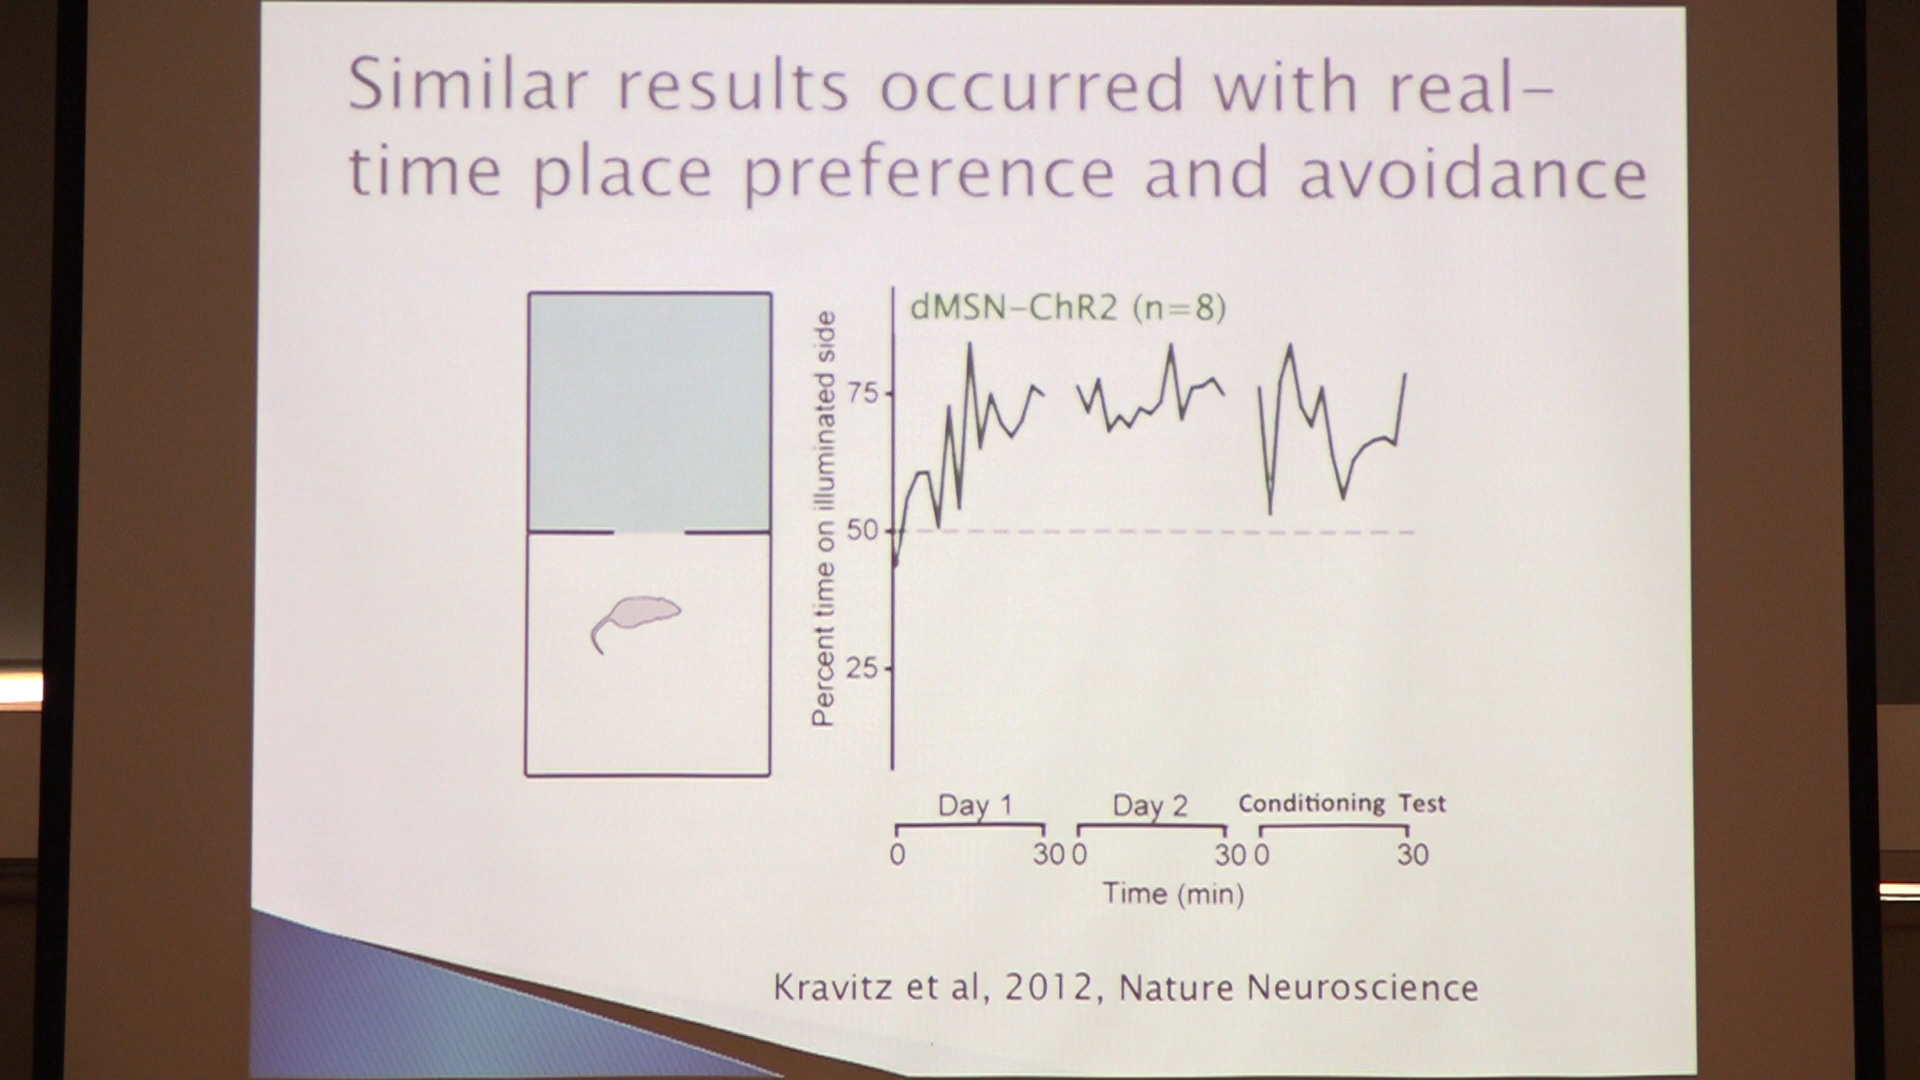 Similar results occurred with real-
time place preference and avoidance
dMSN-ChR2 (n=8)
Percent time on illuminated side
75
50
25
Day 1
Day 2
Conditioning Test
0
30
0
30
0
30
Time (min)
Kravitz et al, 2012, Nature Neuroscience